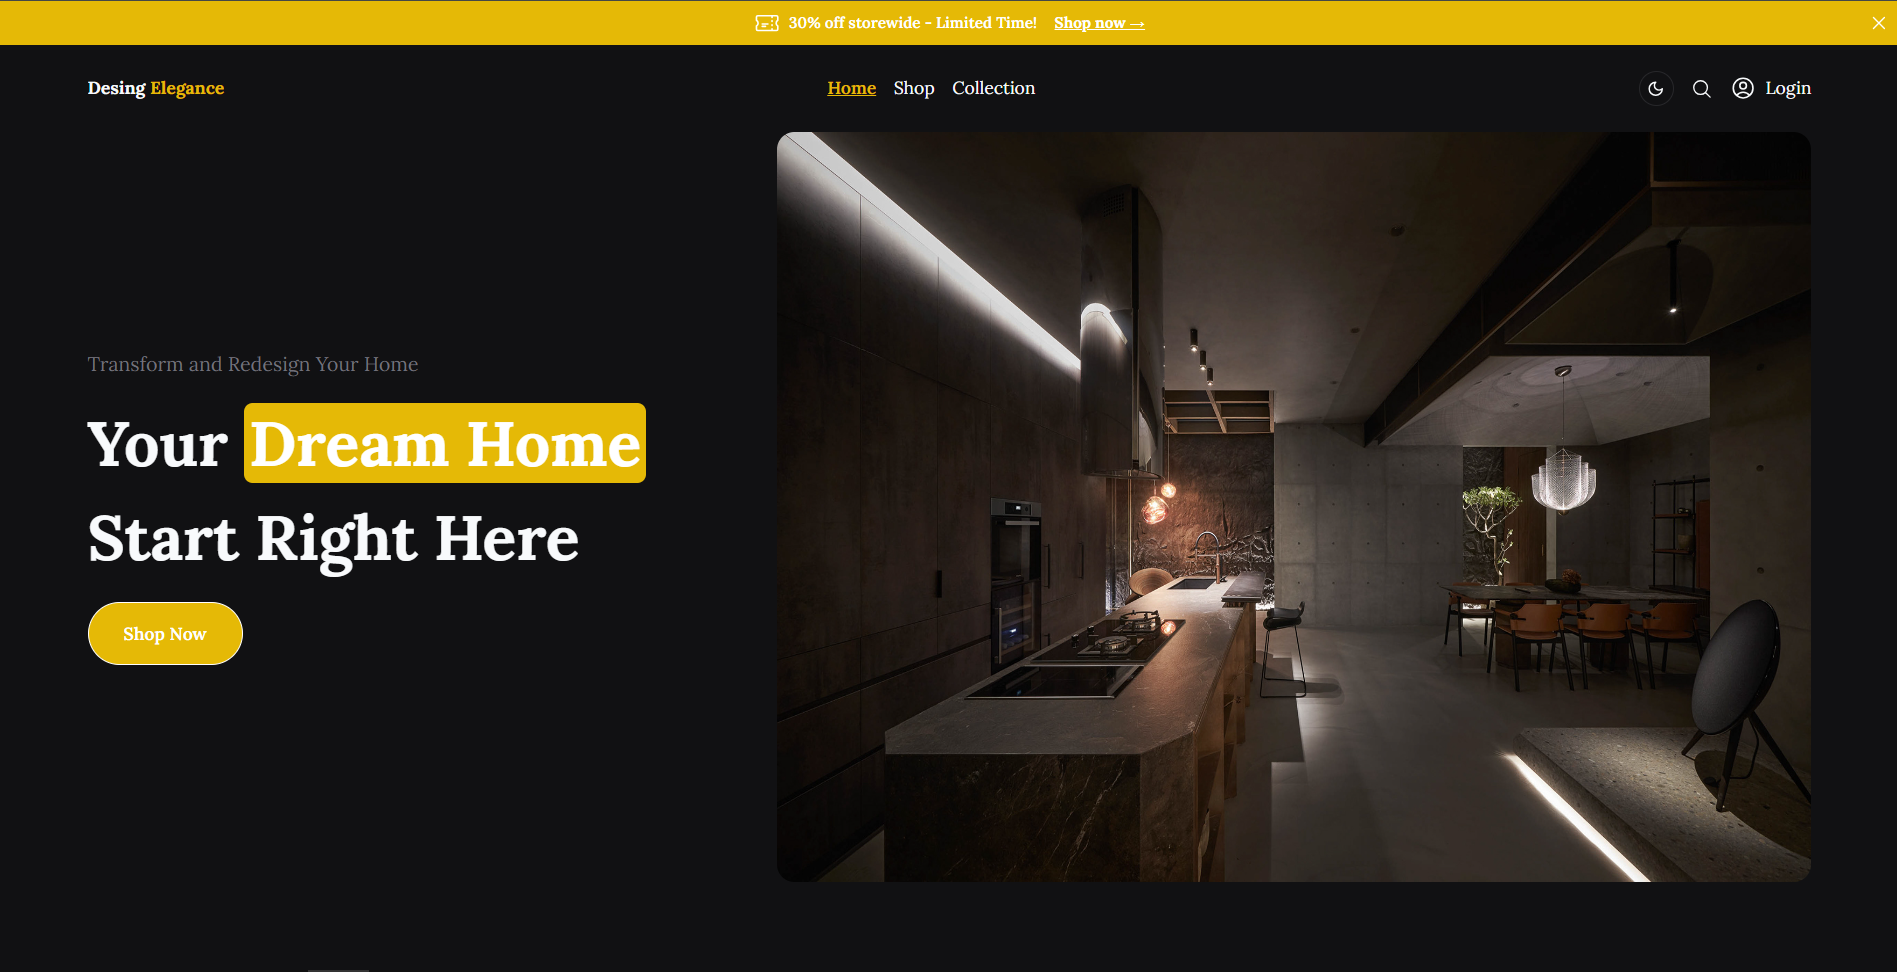 30% off storewide - Limited Time! Shop now →
Desing Elegance
Home Shop Collection
Login
Transform and Redesign Your Home
Your Dream Home
Start Right Here
Shop Now